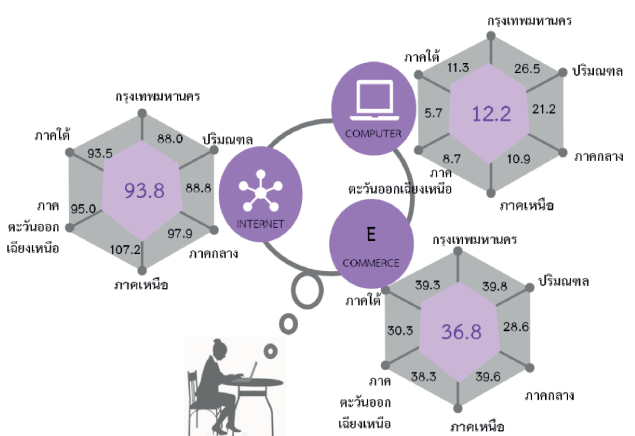 กรุงเทพมหานคร
ภาคใต้
11.3
26.5
ปริมณฑล
5.7
12.2
21.2
8.7
10.9
ภาคกลาง
ภาค
ตะวันออกเฉียงเหนือ
ภาคเหนือ
COMPUTER
กรุงเทพมหานคร
ภาคใต้
93.5
88.0
ปริมณฑล
93.8
88.8
ภาค
ตะวันออก
เฉียงเหนือ
95.0
107.2
97.9
ภาคกลาง
ภาคเหนือ
INTERNET
E
COMMERCE
กรุงเทพมหานคร
ภาคใต้
39.3
39.8
ปริมณฑล
30.3
36.8
28.6
38.3
39.6
ภาค
ตะวันออก
เฉียงเหนือ
ภาคกลาง
ภาคเหนือ